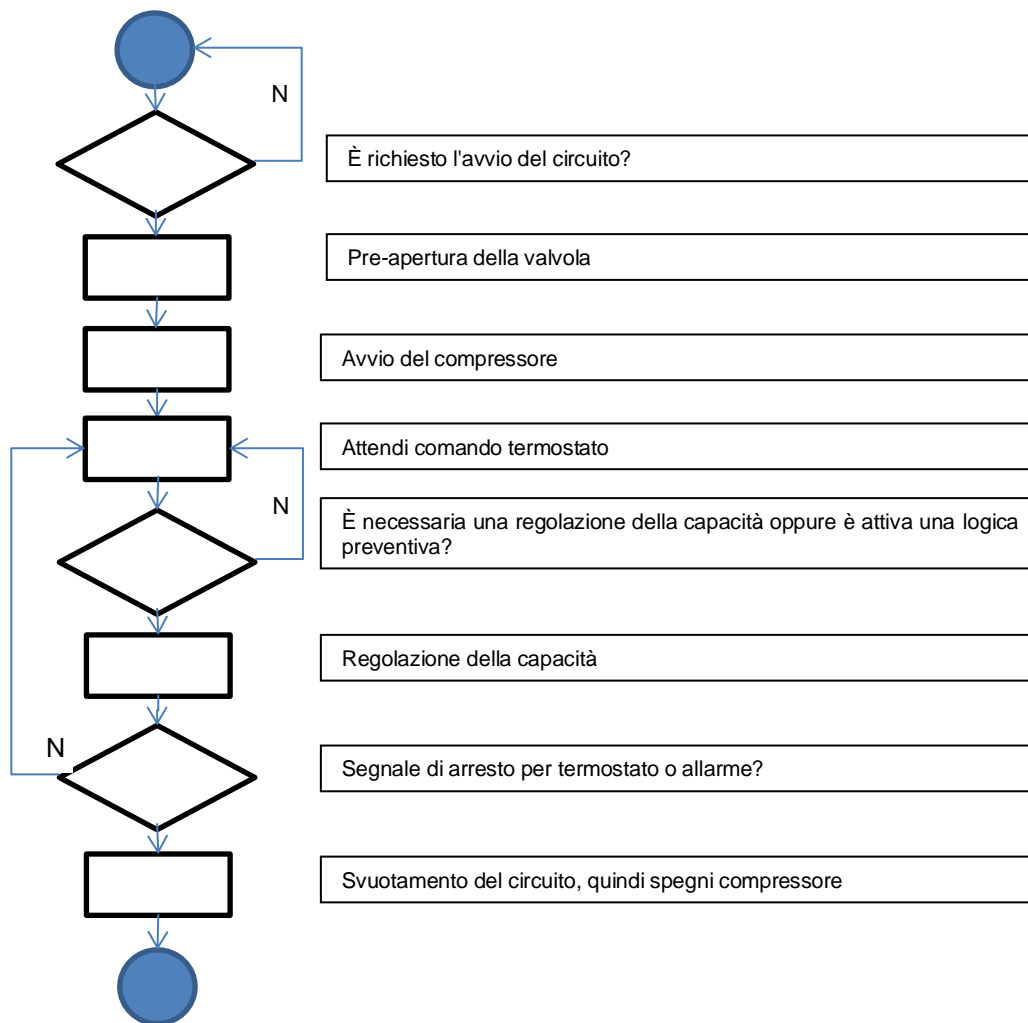 N
È richiesto l'avvio del circuito?
Pre-apertura della valvola
Avvio del compressore
Attendi comando termostato
N
È necessaria una regolazione della capacità oppure è attiva una logica
preventiva?
Regolazione della capacità
N
Segnale di arresto per termostato o allarme?
Svuotamento del circuito, quindi spegni compressore